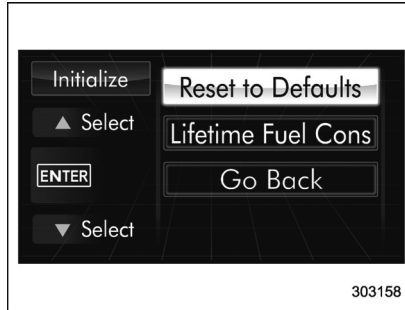 Initialize
▲ Select
ENTER
▼ Select
Reset to Defaults
Lifetime Fuel Cons
Go Back
303158